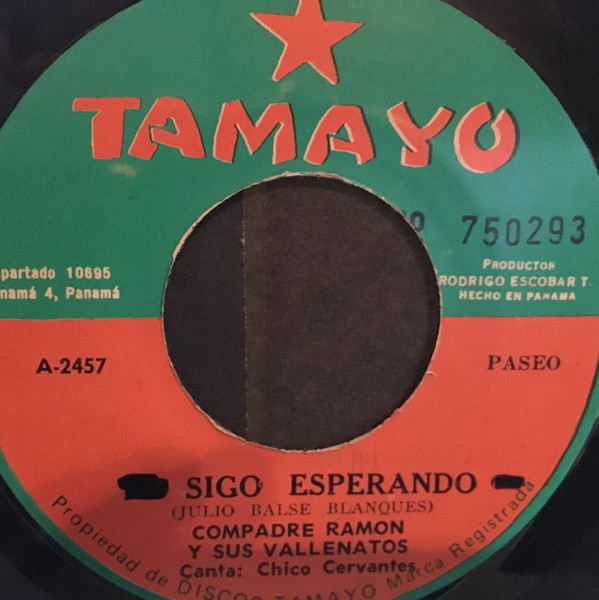 TAMAYO
Nº 750293
partado 10895
namá 4, Panamá
PRODUCTOR
RODRIGO ESCOBAR T.
HECHO EN PANAMA
A-2457
PASEO
SIGO ESPERANDO
(JULIO BALSE BLANQUES)
COMPADRE RAMON
Y SUS VALLENATOS
Canta: Chico Cervantes
Propiedad de DISCOS TAMAYO Marca Registrada